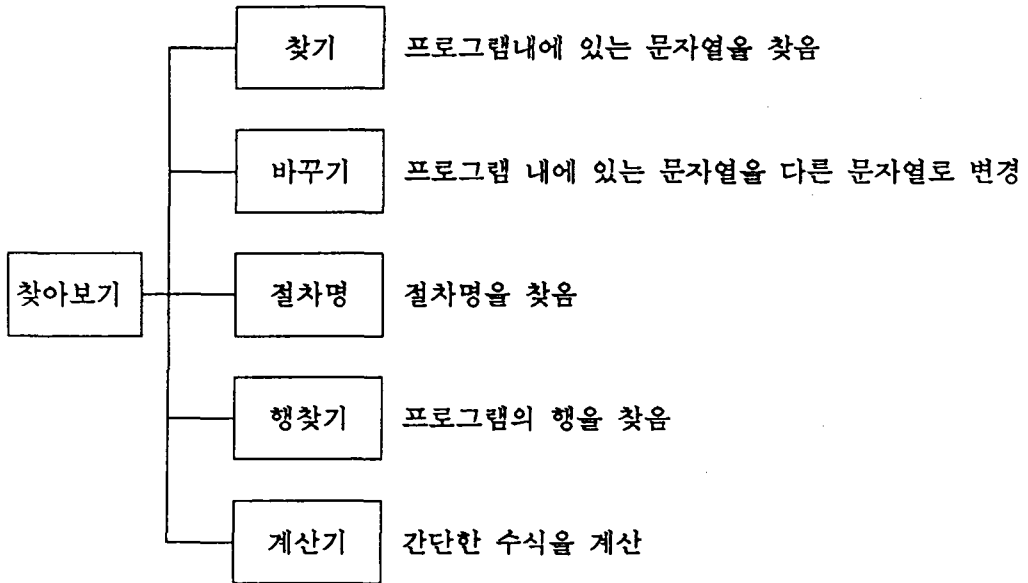 찾기 프로그램내에 있는 문자열을 찾음
바꾸기 프로그램 내에 있는 문자열을 다른 문자열로 변경
찾아보기 절차명 절차명을 찾음
행찾기 프로그램의 행을 찾음
계산기 간단한 수식을 계산